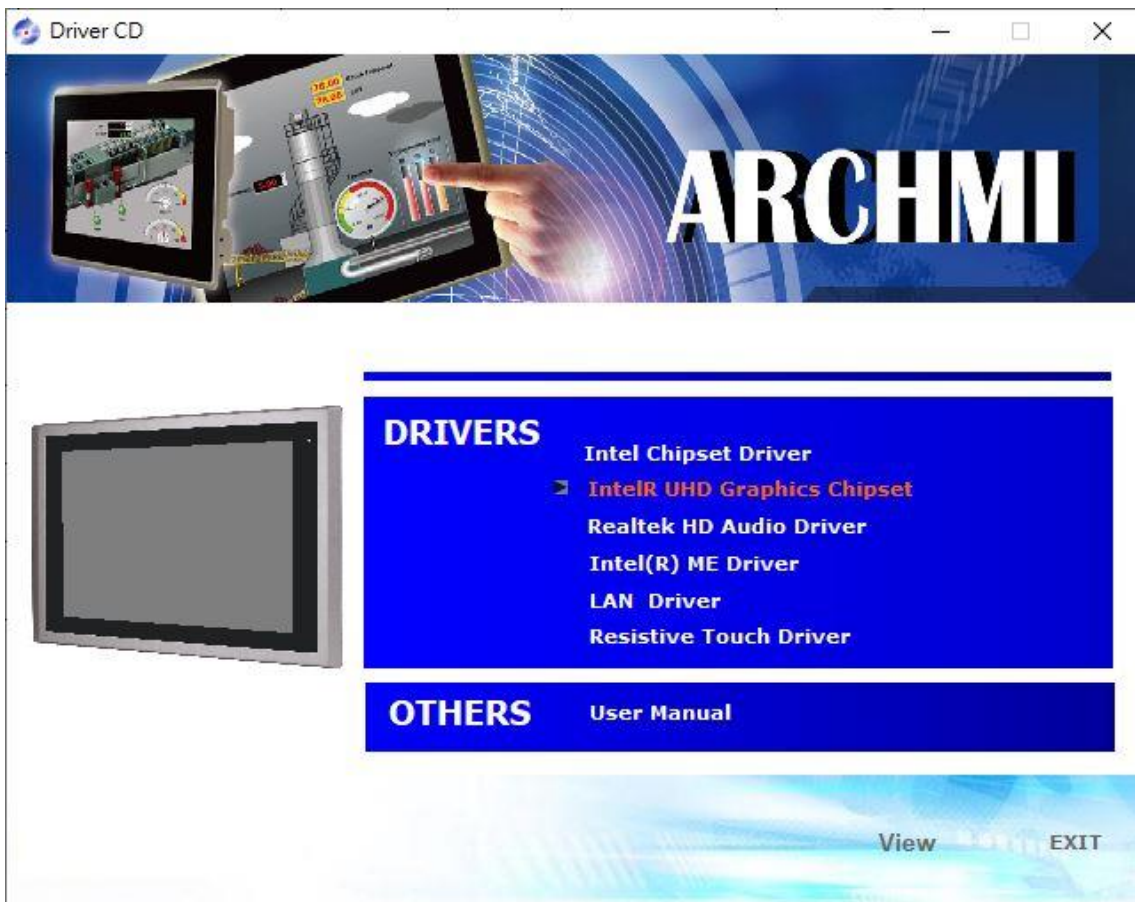 Driver CD
ARCHMI
DRIVERS
Intel Chipset Driver
IntelR UHD Graphics Chipset
Realtek HD Audio Driver
Intel(R) ME Driver
LAN Driver
Resistive Touch Driver
OTHERS
User Manual
View
EXIT